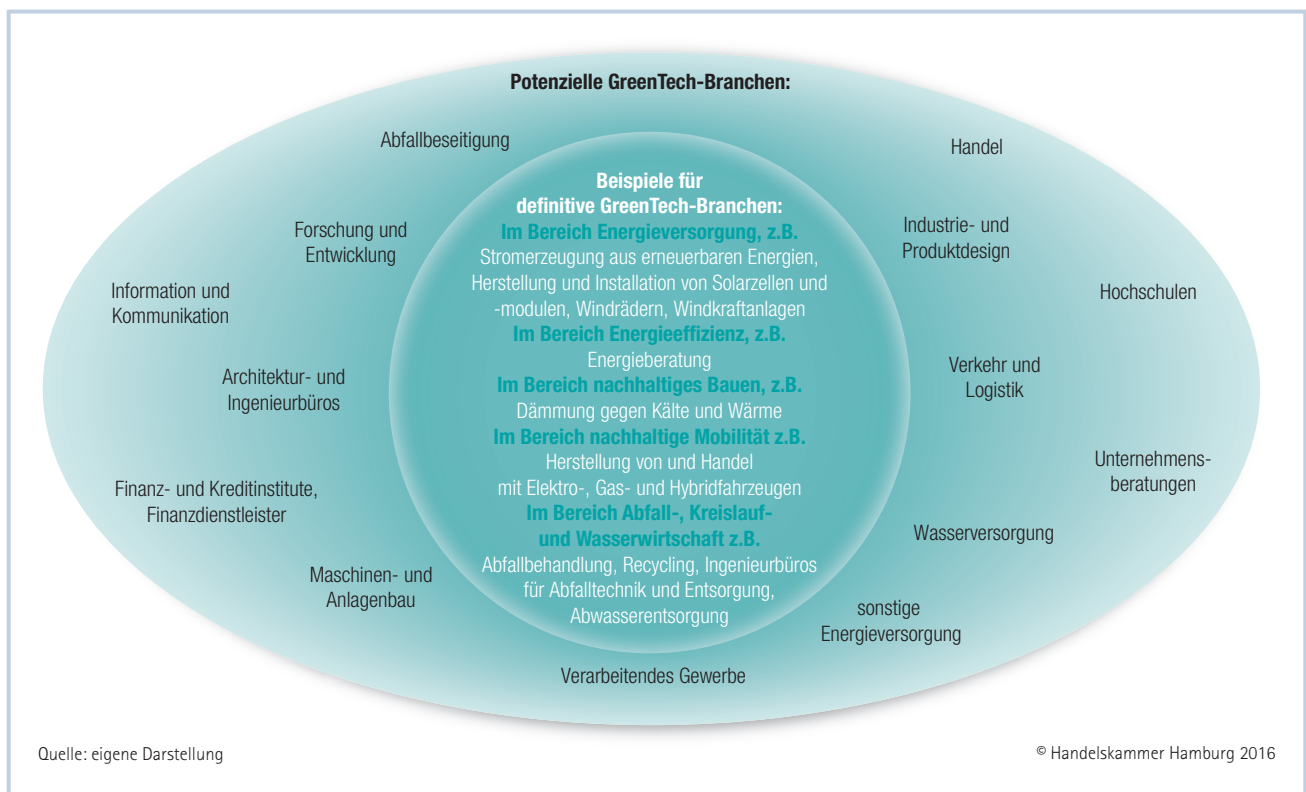 Potenzielle GreenTech-Branchen:
Abfallbeseitigung
Forschung und
Entwicklung
Information und
Kommunikation
Architektur- und
Ingenieurbüros
Finanz- und Kreditinstitute,
Finanzdienstleister
Maschinen- und
Anlagenbau
Beispiele für
definitive GreenTech-Branchen:
Im Bereich Energieversorgung, z.B.
Stromerzeugung aus erneuerbaren Energien,
Herstellung und Installation von Solarzellen und
-modulen, Windrädern, Windkraftanlagen
Im Bereich Energieeffizienz, z.B.
Energieberatung
Im Bereich nachhaltiges Bauen, z.B.
Dämmung gegen Kälte und Wärme
Im Bereich nachhaltige Mobilität z.B.
Herstellung von und Handel
mit Elektro-, Gas- und Hybridfahrzeugen
Im Bereich Abfall-, Kreislauf-
und Wasserwirtschaft z.B.
Abfallbehandlung, Recycling, Ingenieurbüros
für Abfalltechnik und Entsorgung,
Abwasserentsorgung
Handel
Industrie- und
Produktdesign
Hochschulen
Verkehr und
Logistik
Unternehmens-
beratungen
Wasserversorgung
sonstige
Energieversorgung
Verarbeitendes Gewerbe
Quelle: eigene Darstellung
© Handelskammer Hamburg 2016